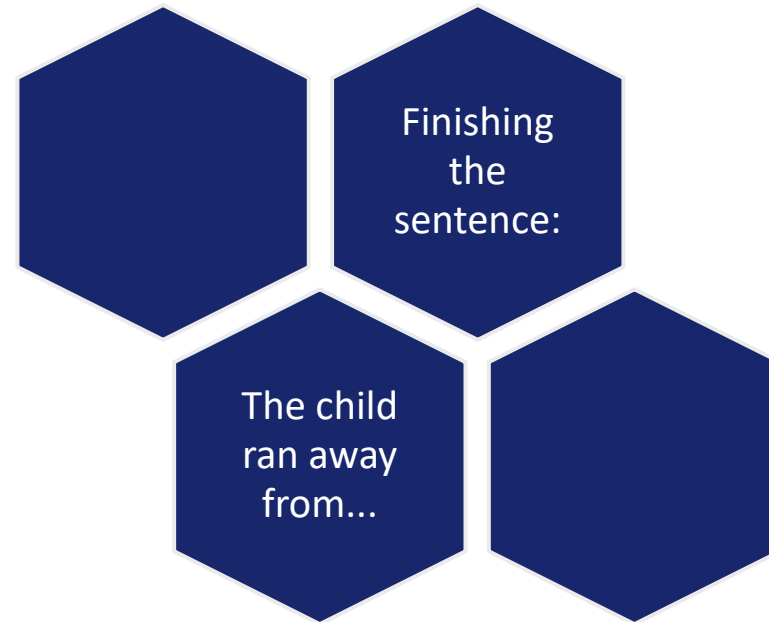 Finishing
the
sentence:
The child
ran away
from...